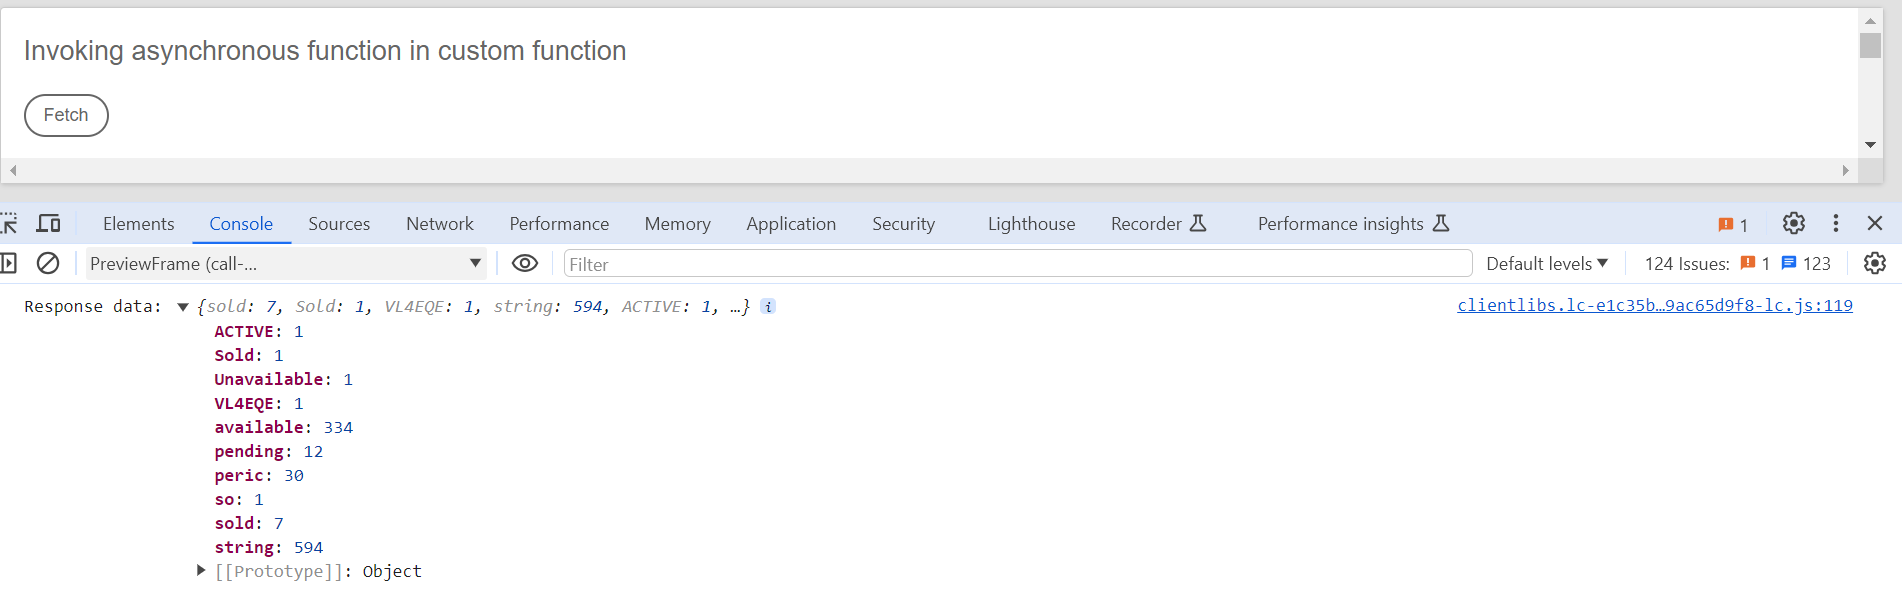 Invoking asynchronous function in custom function
Fetch
Elements Console Sources Network Performance Memory Application Security Lighthouse Recorder Performance insights 1
PreviewFrame (call-... Filter Default levels 124 Issues: 1 123
Response data: {sold: 7, Sold: 1, VL4EQE: 1, string: 594, ACTIVE: 1, …} i clientlibs.lc-e1c35b…9ac65d9f8-lc.js:119
ACTIVE: 1
Sold: 1
Unavailable: 1
VL4EQE: 1
available: 334
pending: 12
peric: 30
so: 1
sold: 7
string: 594
[[Prototype]]: Object